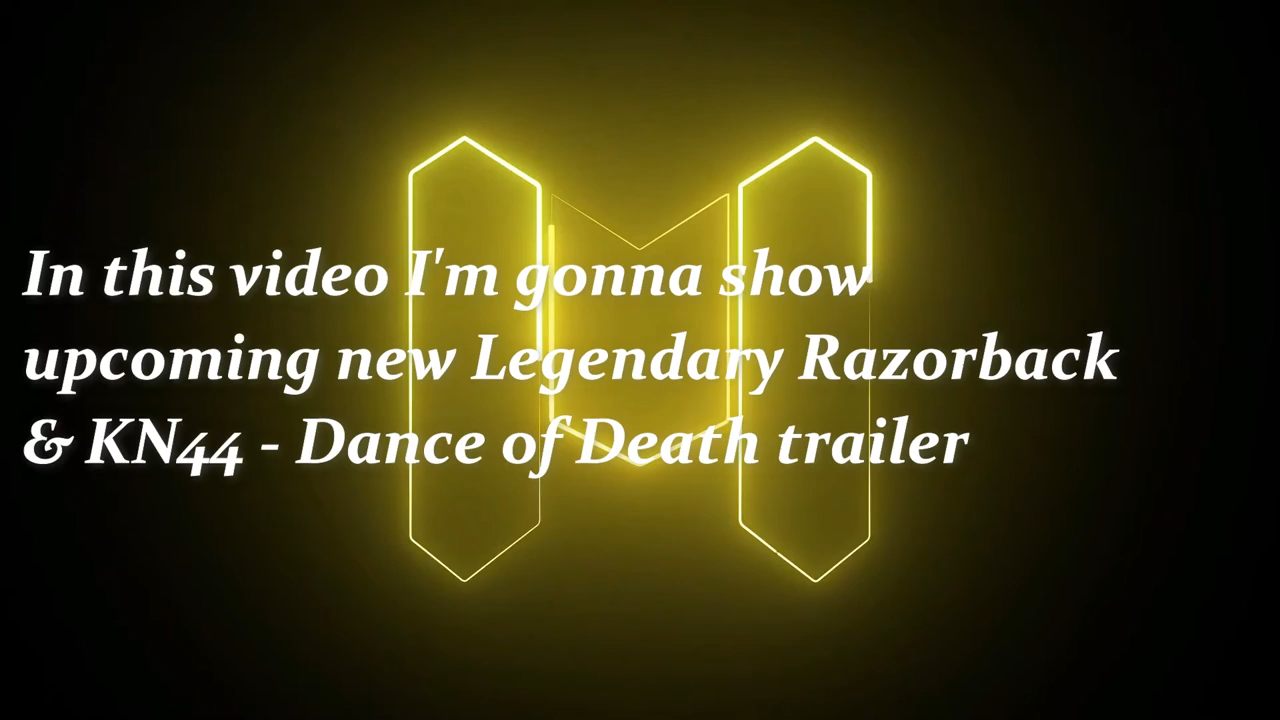 In this video I'm gonna show
upcoming new Legendary Razorback
& KN44 - Dance of Death trailer